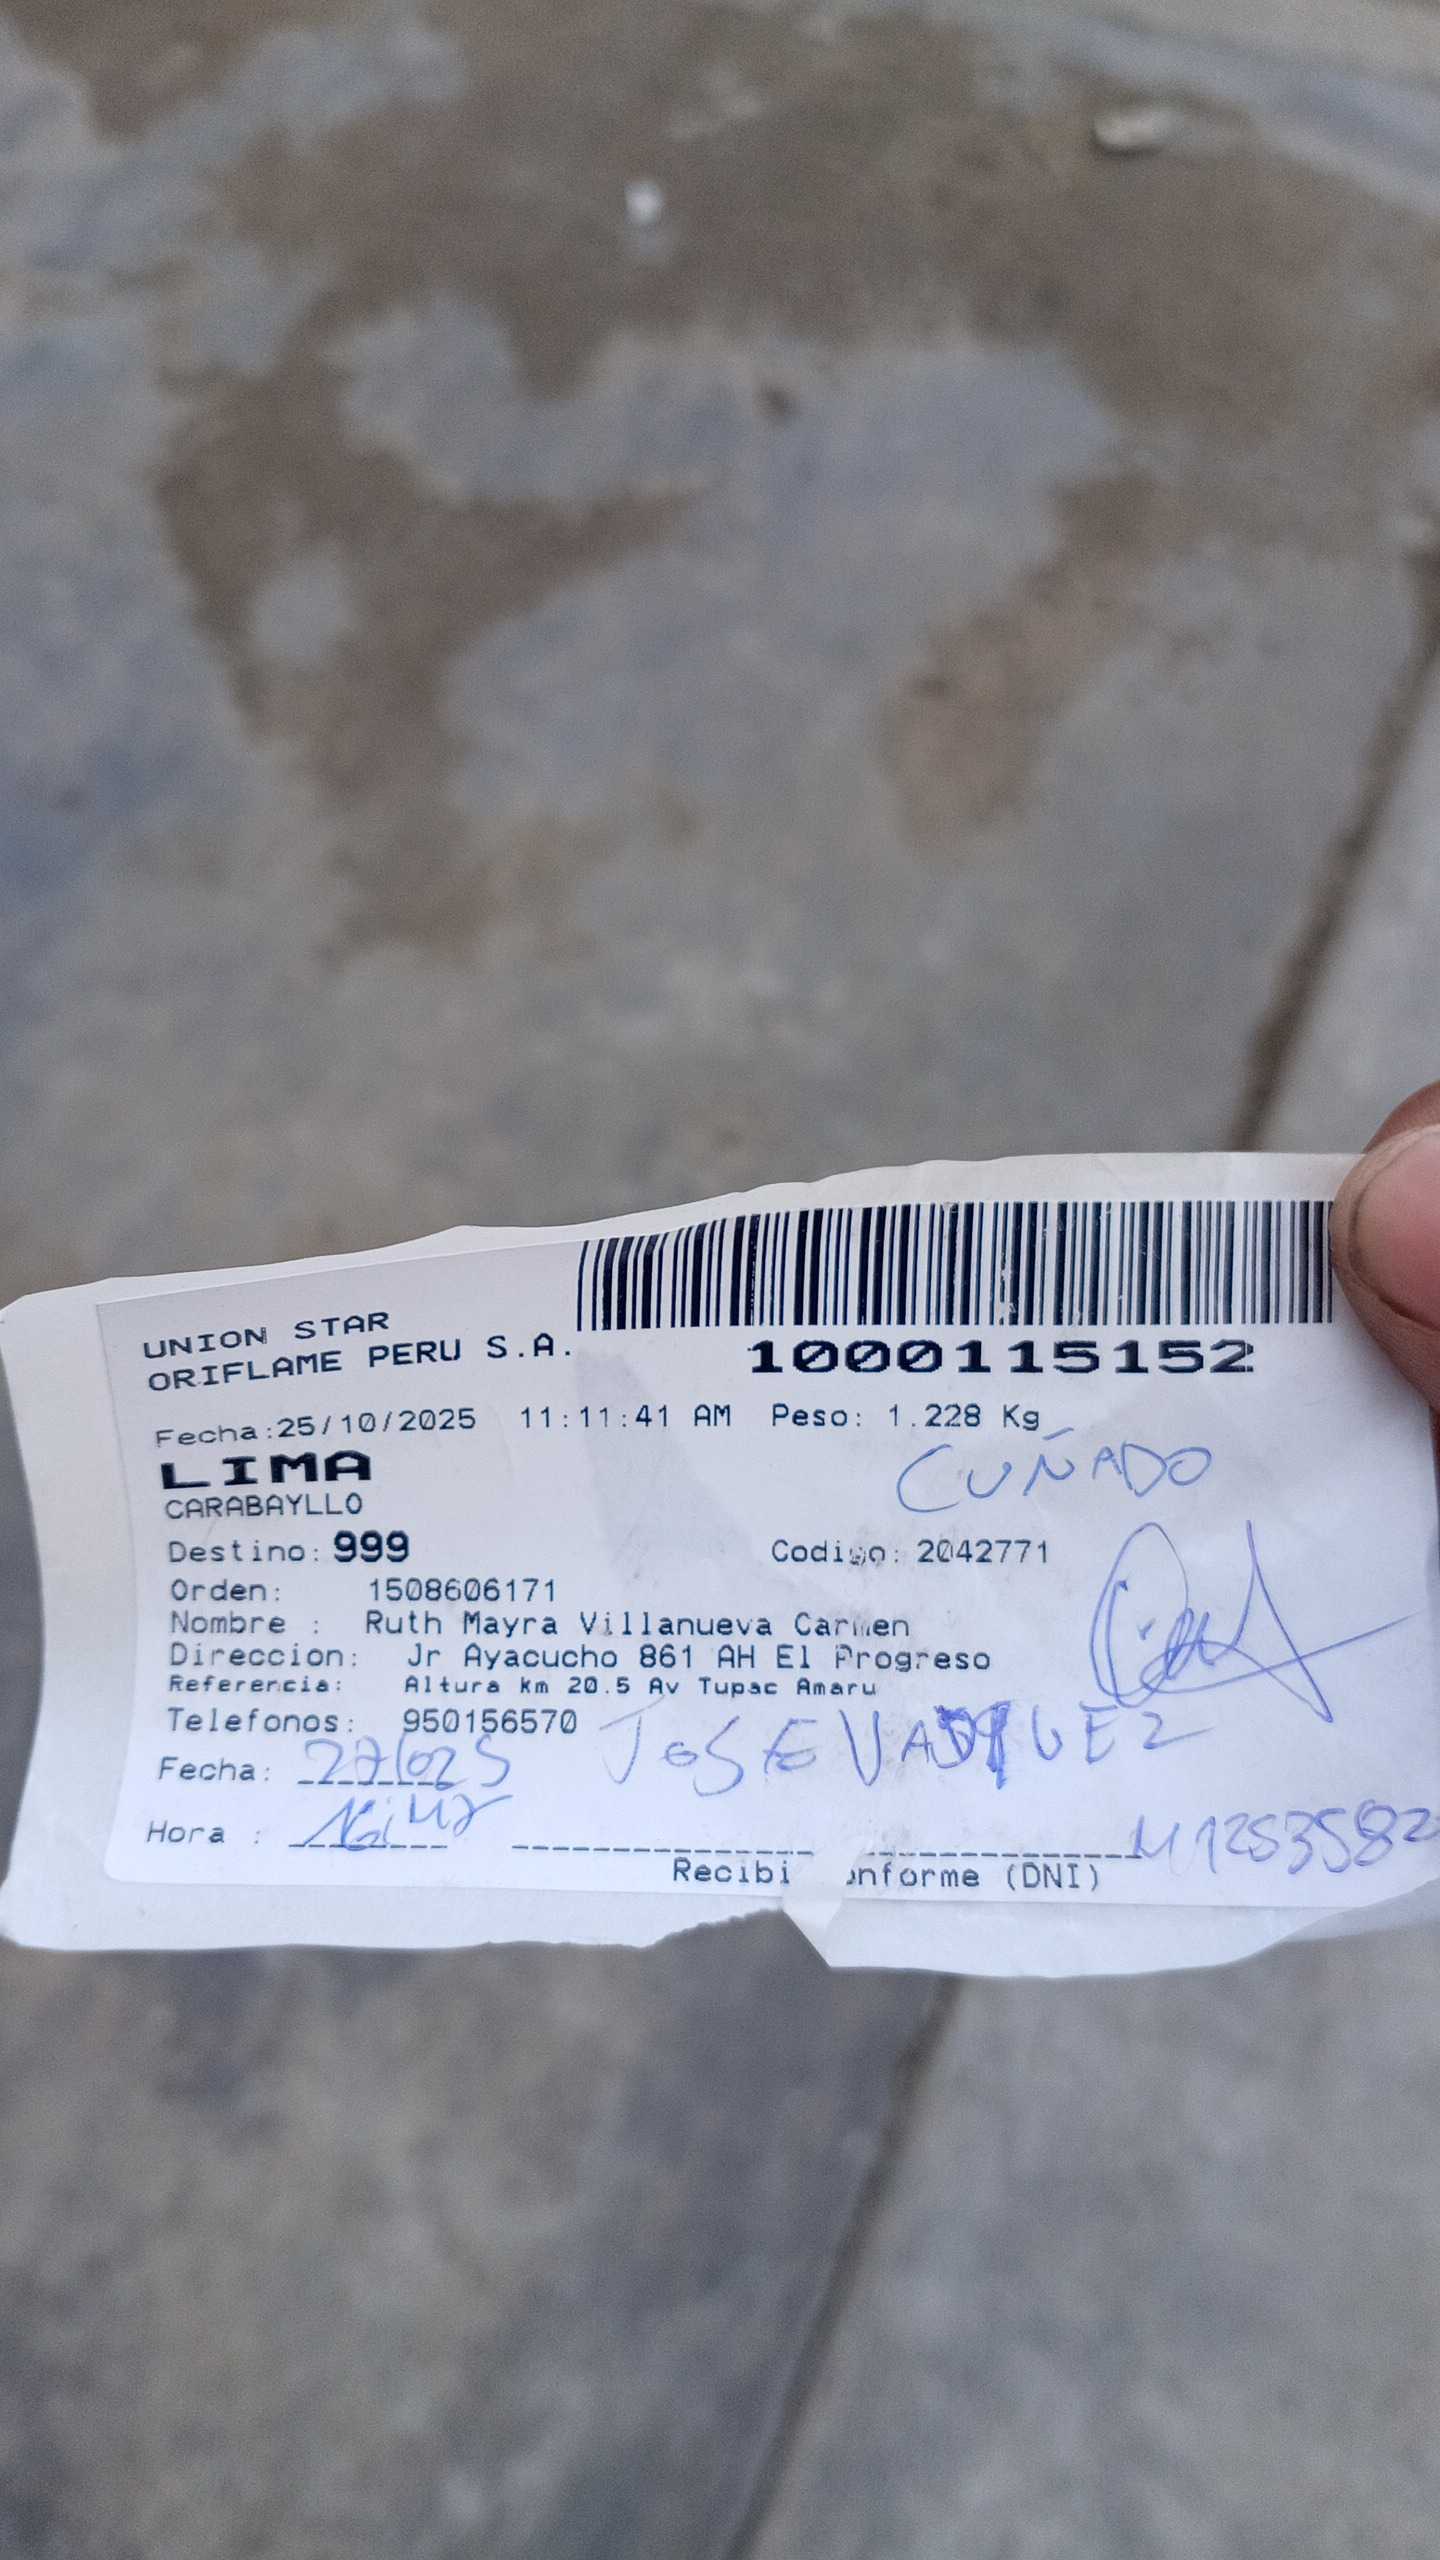 UNION STAR
ORIFLAME PERU S.A.
1000115152
Fecha:25/10/2025 11:11:41 AM Peso: 1.228 Kg
CUÑADO
LIMA
CARABAYLLO
Destino: 999 Codigo: 2042771
Orden: 1508606171
Nombre : Ruth Mayra Villanueva Carmen
Direccion: Jr Ayacucho 861 AH El Progreso
Referencia: Altura km 20.5 Av Tupac Amaru
Telefonos: 950156570
JOSE VASQUEZ
Fecha:
Hora :
Recibi onforme (DNI)